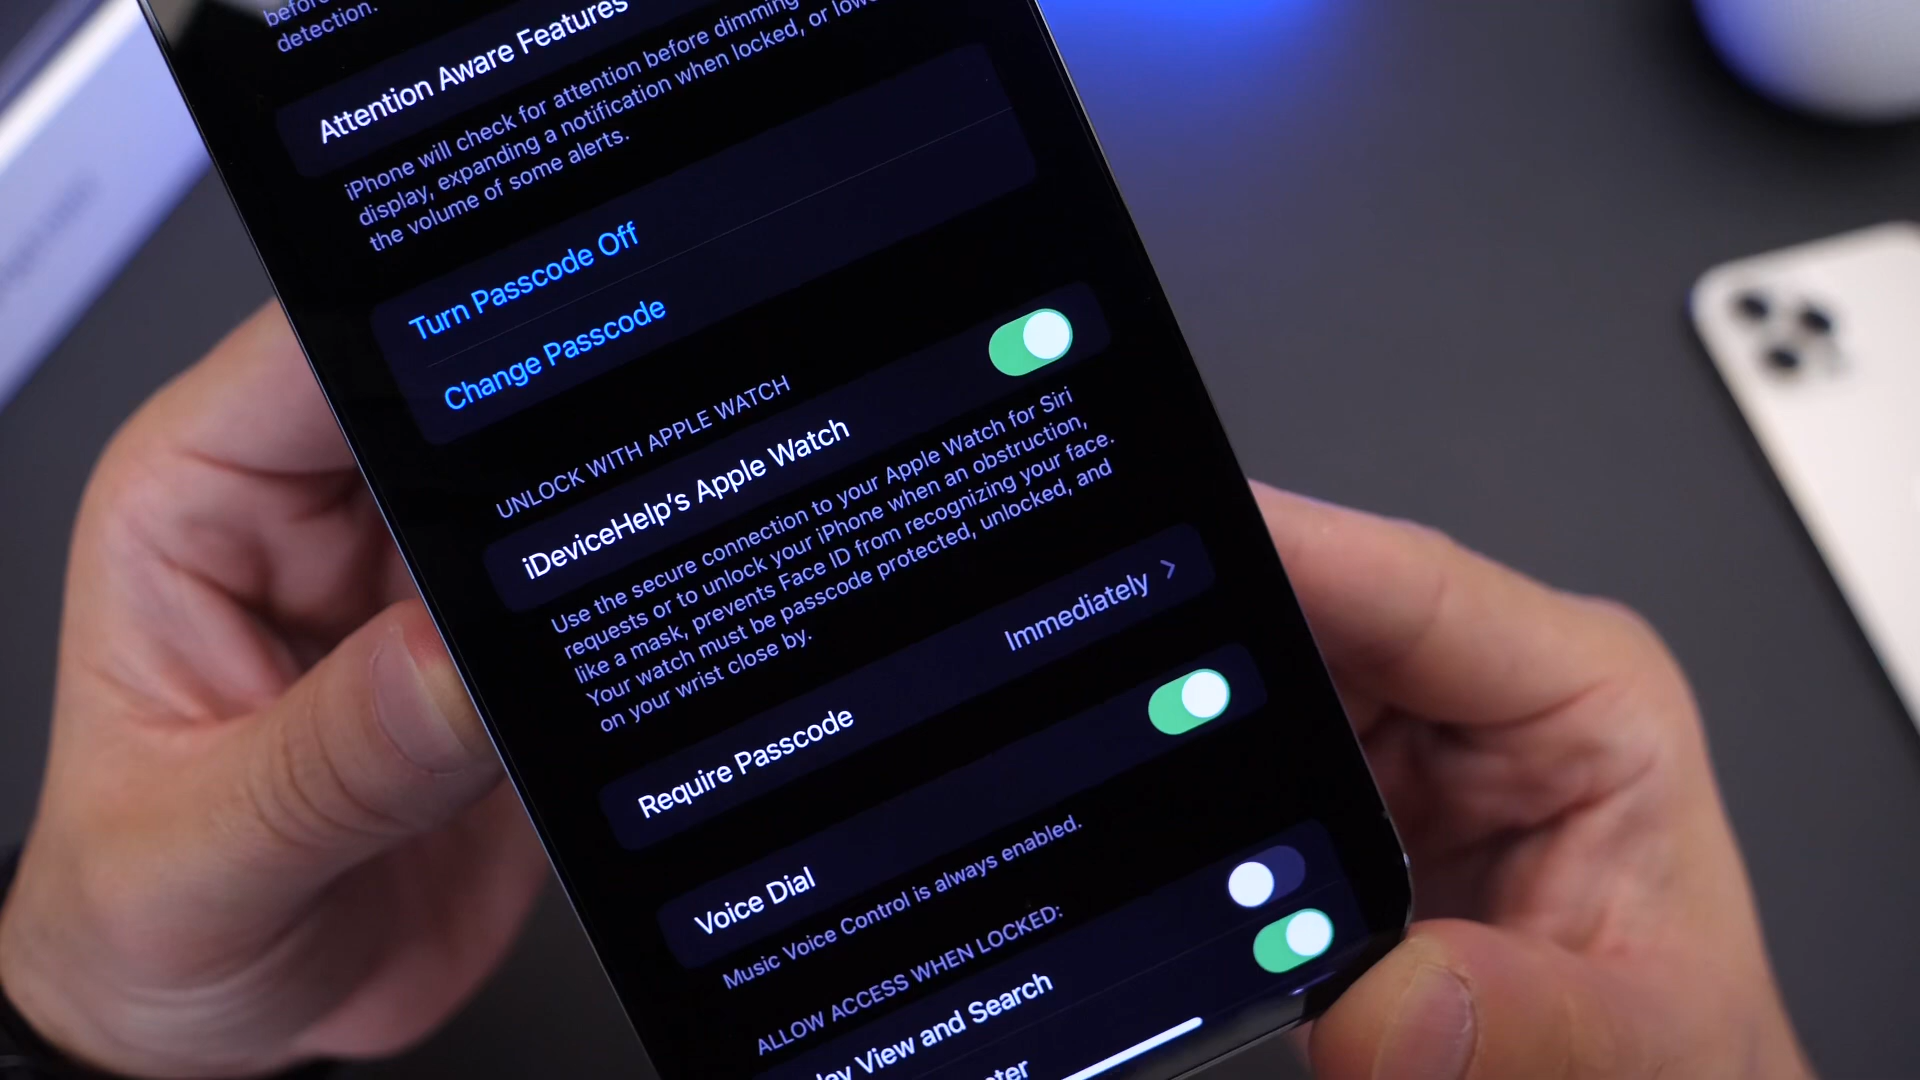 before
detection.
Attention Aware Features
iPhone will check for attention before dimming
display, expanding a notification when locked, or lowe
the volume of some alerts.
Turn Passcode Off
Change Passcode
UNLOCK WITH APPLE WATCH
iDeviceHelp's Apple Watch
Use the secure connection to your Apple Watch for Siri
requests or to unlock your iPhone when an obstruction,
like a mask, prevents Face ID from recognizing your face.
Your watch must be passcode protected, unlocked, and
on your wrist close by.
Require Passcode Immediately
Voice Dial
Music Voice Control is always enabled.
ALLOW ACCESS WHEN LOCKED:
ay View and Search
nter